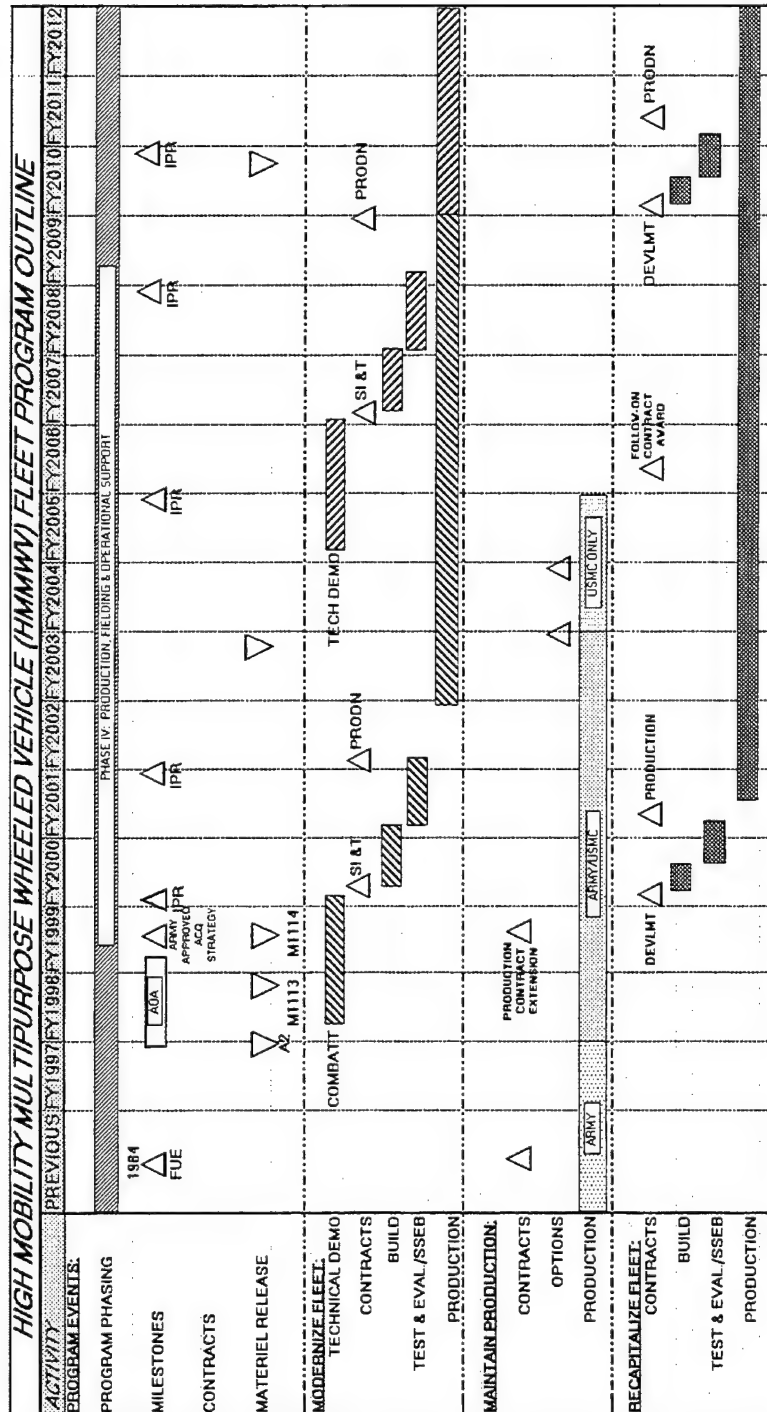 HIGH MOBILITY MULTIPURPOSE WHEELED VEHICLE (HMMWV) FLEET PROGRAM OUTLINE
ACTIVITY PREVIOUS FY1997 FY1998 FY1999 FY2000 FY2001 FY2002 FY2003 FY2004 FY2005 FY2006 FY2007 FY2008 FY2009 FY2010 FY2011 FY2012
PROGRAM EVENTS:
PROGRAM PHASING PHASE IV: PRODUCTION, FIELDING & OPERATIONAL SUPPORT
1984
MILESTONES AOA
FUE
ARMY
APPROVED
ACQ
STRATEGY
IPR IPR IPR IPR IPR
CONTRACTS
MATERIEL RELEASE
A2 M1113 M1114
MODERNIZE FLEET:
TECHNICAL DEMO COMBATT TECH DEMO
CONTRACTS SI &T PRODN SI &T PRODN
BUILD
TEST & EVAL/SSEB
PRODUCTION
MAINTAIN PRODUCTION:
PRODUCTION
CONTRACT
EXTENSION
CONTRACTS
OPTIONS
PRODUCTION ARMY ARMY/USMC USMC ONLY
RECAPITALIZE FLEET:
FOLLOW-ON
CONTRACT
AWARD
CONTRACTS DEVLMT PRODUCTION DEVLMT PRODN
BUILD
TEST & EVAL/SSEB
PRODUCTION